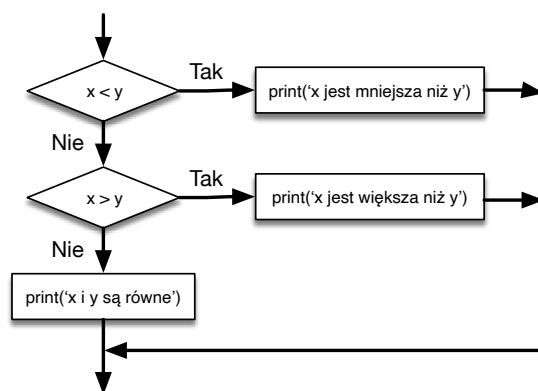 x < y
Tak
print(‘x jest mniejsza niż y’)
Nie
x > y
Tak
print(‘x jest większa niż y’)
Nie
print(‘x i y są równe’)